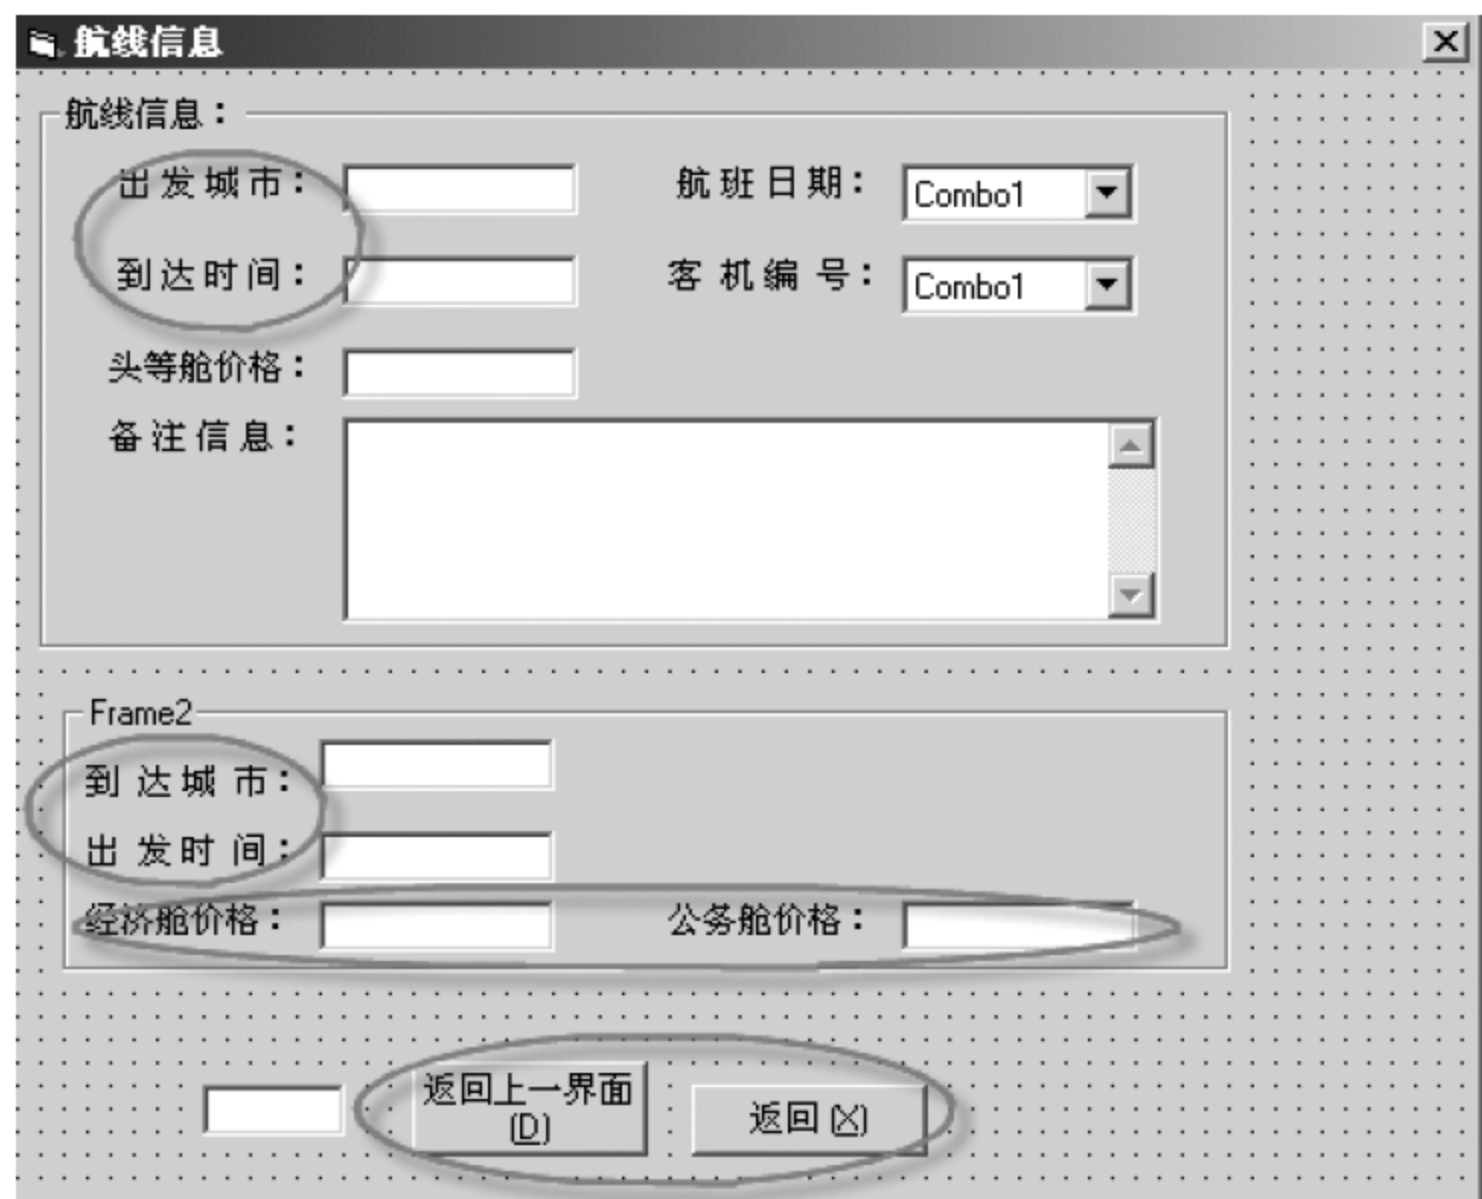 航线信息
航线信息：
出发城市：
航班日期：
Combo1
到达时间：
客机编号：
Combo1
头等舱价格：
备注信息：
Frame2
到达城市：
出发时间：
经济舱价格：
公务舱价格：
返回上一界面
(D)
返回 (X)